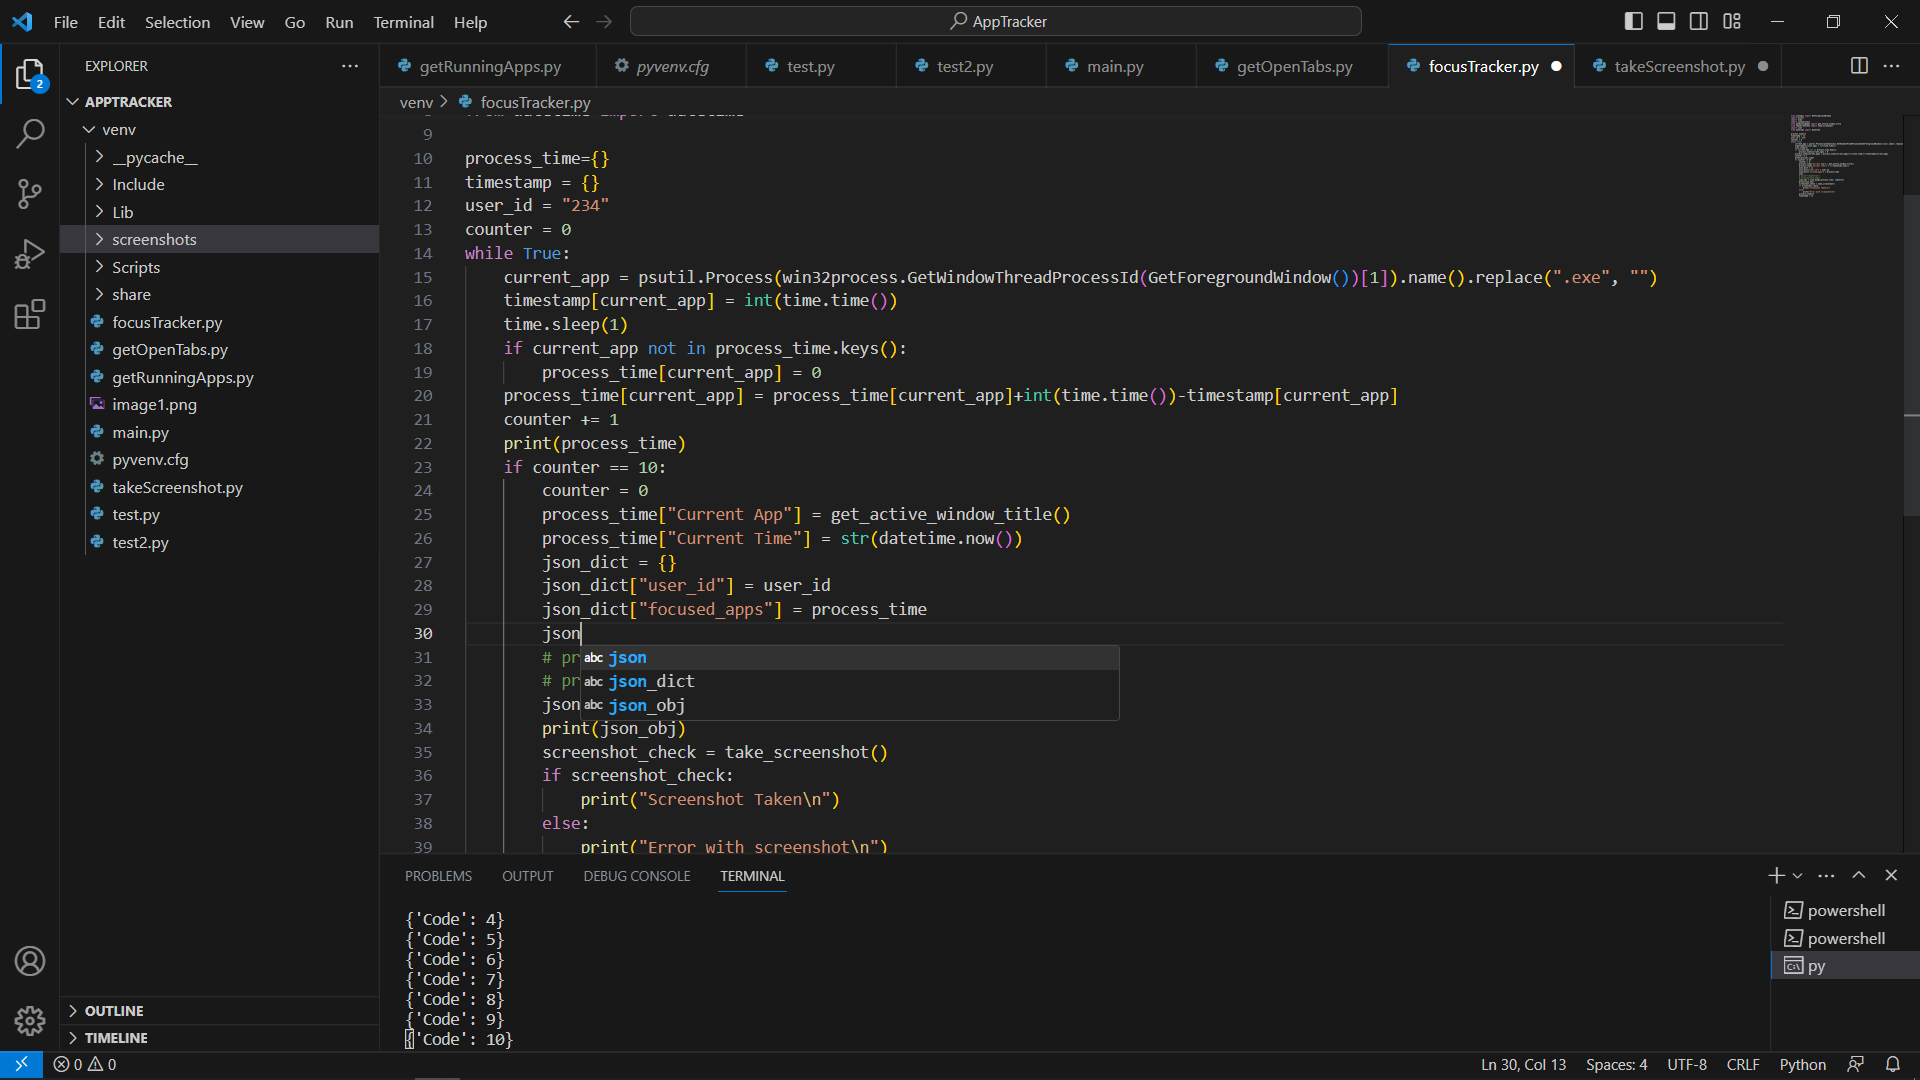 File Edit Selection View Go Run Terminal Help
AppTracker
EXPLORER
2
APPTRACKER
venv
__pycache__
Include
Lib
screenshots
Scripts
share
focusTracker.py
getOpenTabs.py
getRunningApps.py
image1.png
main.py
pyvenv.cfg
takeScreenshot.py
test.py
test2.py
OUTLINE
TIMELINE
getRunningApps.py pyvenv.cfg test.py test2.py main.py getOpenTabs.py focusTracker.py takeScreenshot.py
venv > focusTracker.py
9
10 process_time={}
11 timestamp = {}
12 user_id = "234"
13 counter = 0
14 while True:
15 current_app = psutil.Process(win32process.GetWindowThreadProcessId(GetForegroundWindow())[1]).name().replace(".exe", "")
16 timestamp[current_app] = int(time.time())
17 time.sleep(1)
18 if current_app not in process_time.keys():
19 process_time[current_app] = 0
20 process_time[current_app] = process_time[current_app]+int(time.time())-timestamp[current_app]
21 counter += 1
22 print(process_time)
23 if counter == 10:
24 counter = 0
25 process_time["Current App"] = get_active_window_title()
26 process_time["Current Time"] = str(datetime.now())
27 json_dict = {}
28 json_dict["user_id"] = user_id
29 json_dict["focused_apps"] = process_time
30 json
31 # pr abc json
32 # pr abc json_dict
33 json abc json_obj
34 print(json_obj)
35 screenshot_check = take_screenshot()
36 if screenshot_check:
37 print("Screenshot Taken\n")
38 else:
39 print("Error with screenshot\n")
PROBLEMS OUTPUT DEBUG CONSOLE TERMINAL
{'Code': 4}
{'Code': 5}
{'Code': 6}
{'Code': 7}
{'Code': 8}
{'Code': 9}
{'Code': 10}
powershell
powershell
py
0 0
Ln 30, Col 13 Spaces: 4 UTF-8 CRLF Python